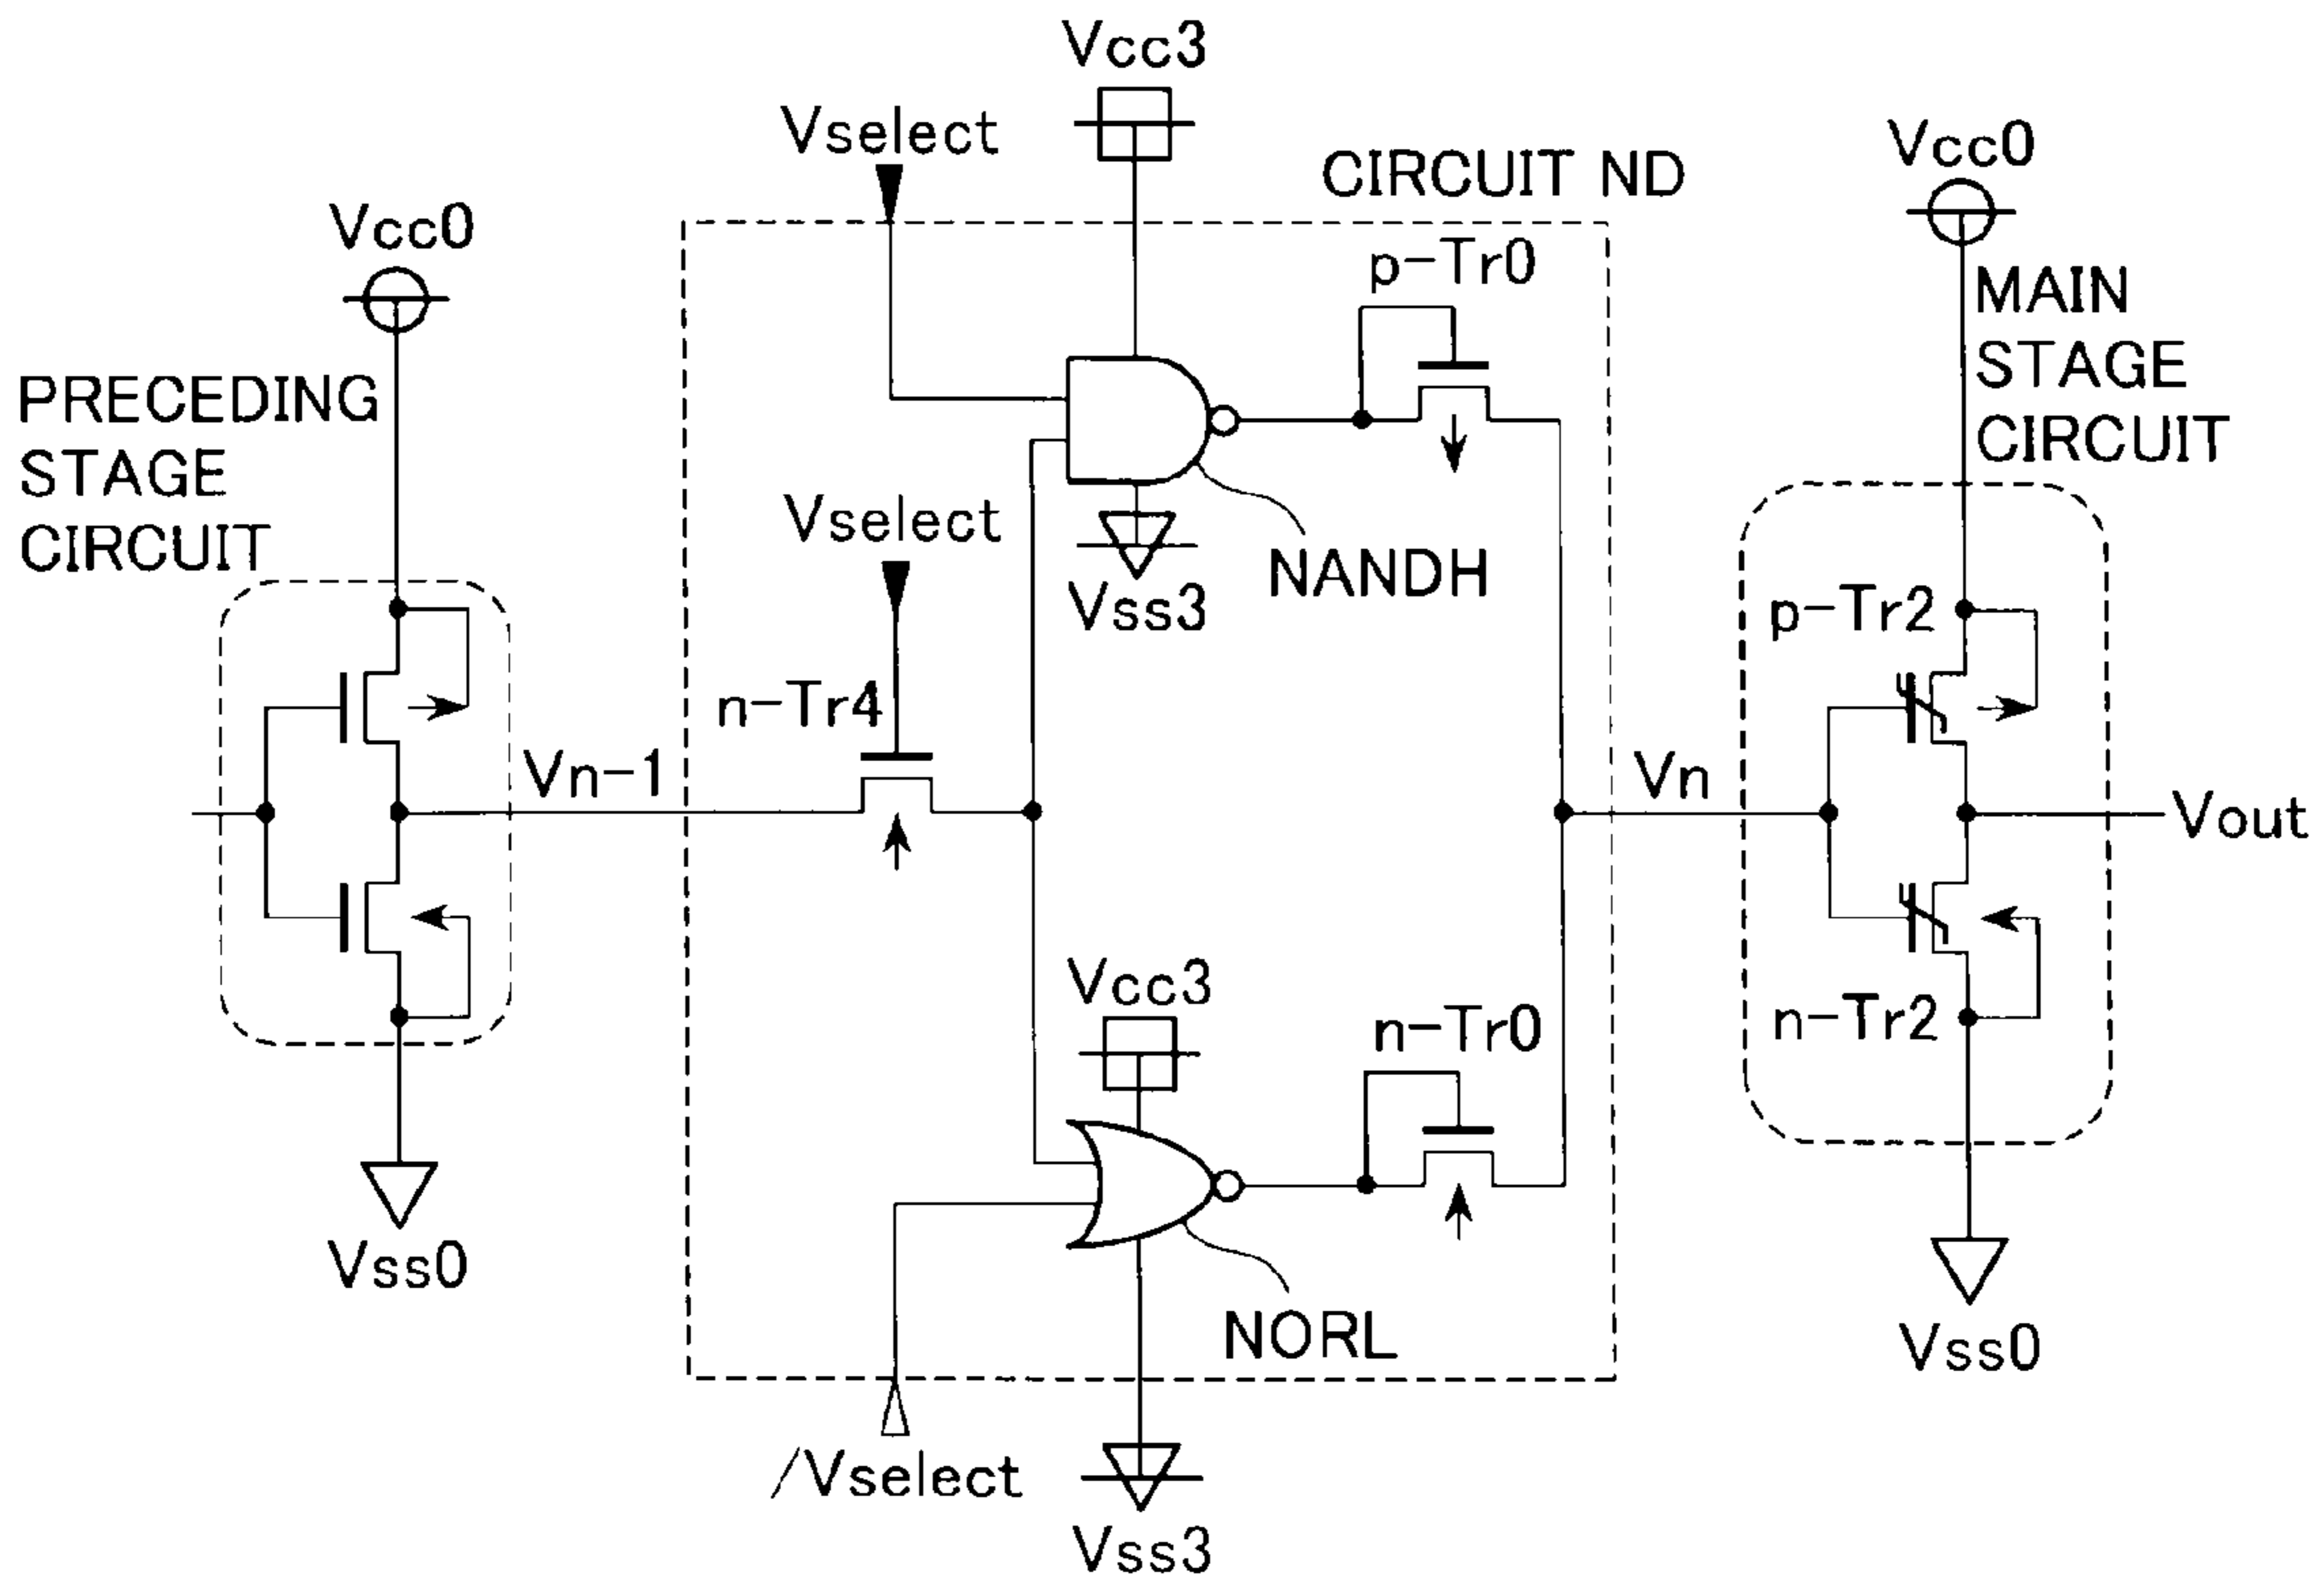 Vcc3
Vselect
CIRCUIT ND
Vcc0
Vcc0
p-Tr0
MAIN
STAGE
CIRCUIT
PRECEDING
STAGE
CIRCUIT
Vselect
NANDH
Vss3
p-Tr2
n-Tr4
Vn-1
Vn
Vout
Vcc3
n-Tr0
n-Tr2
Vss0
NORL
Vss0
/Vselect
Vss3